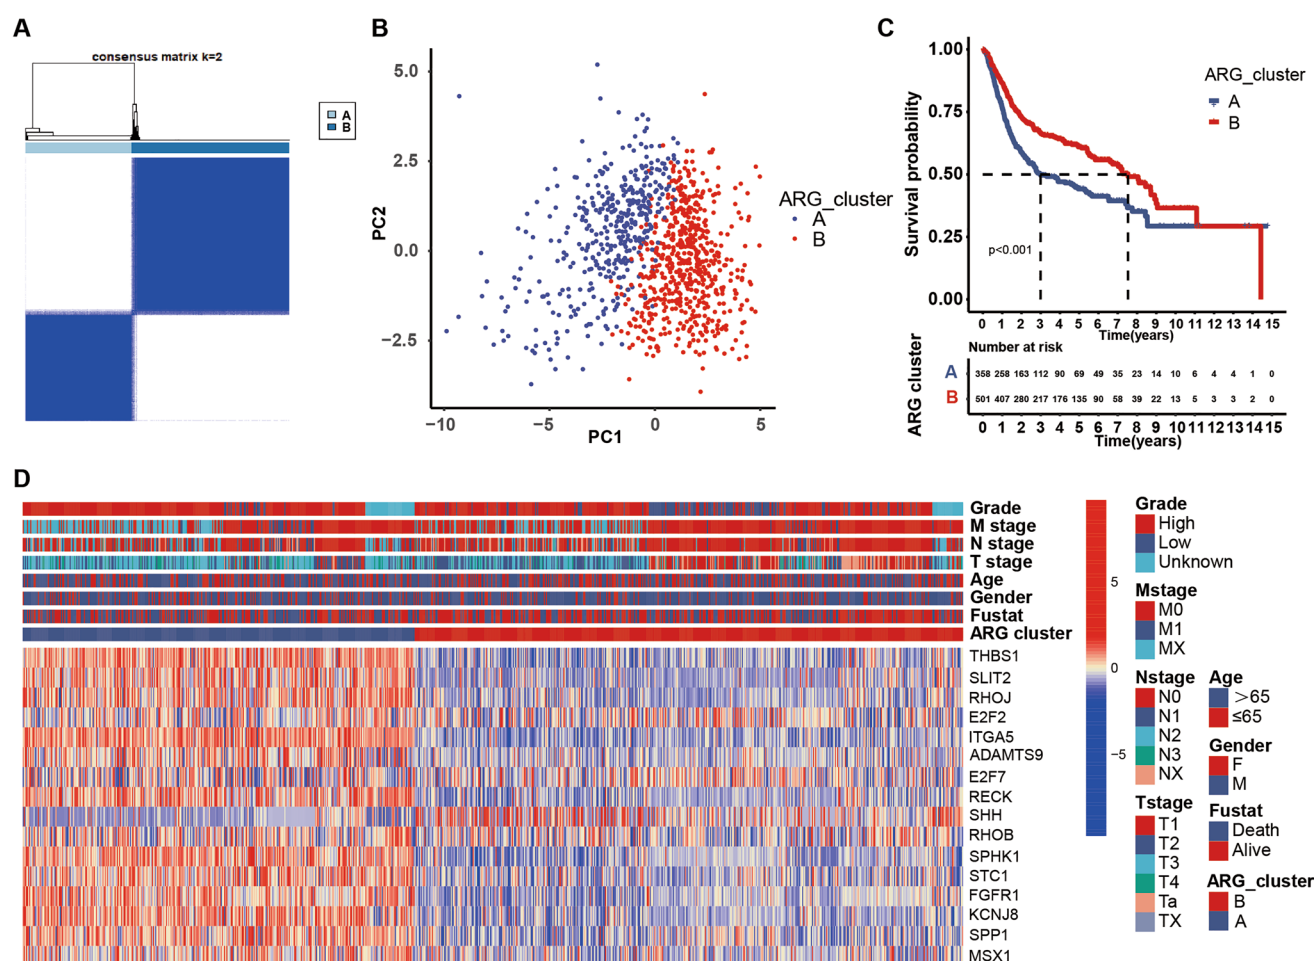 A
consensus matrix k=2
A
B
B
5.0
2.5
0.0
−2.5
PC2
−10
−5
0
5
PC1
ARG_cluster
A
B
C
1.00
0.75
0.50
0.25
0.00
Survival probability
p<0.001
ARG_cluster
A
B
0 1 2 3 4 5 6 7 8 9 10 11 12 13 14 15
Time(years)
Number at risk
ARG cluster
A 358 258 163 112 90 69 49 35 23 14 10 6 4 4 1 0
B 501 407 280 217 176 135 90 58 39 22 13 5 3 3 2 0
0 1 2 3 4 5 6 7 8 9 10 11 12 13 14 15
Time(years)
D
Grade
M stage
N stage
T stage
Age
Gender
Fustat
ARG cluster
THBS1
SLIT2
RHOJ
E2F2
ITGA5
ADAMTS9
E2F7
RECK
SHH
RHOB
SPHK1
STC1
FGFR1
KCNJ8
SPP1
MSX1
5
0
−5
Grade
High
Low
Unknown
Mstage
M0
M1
MX
Nstage
N0
N1
N2
N3
NX
Tstage
T1
T2
T3
T4
Ta
TX
Age
>65
≤65
Gender
F
M
Fustat
Death
Alive
ARG_cluster
B
A